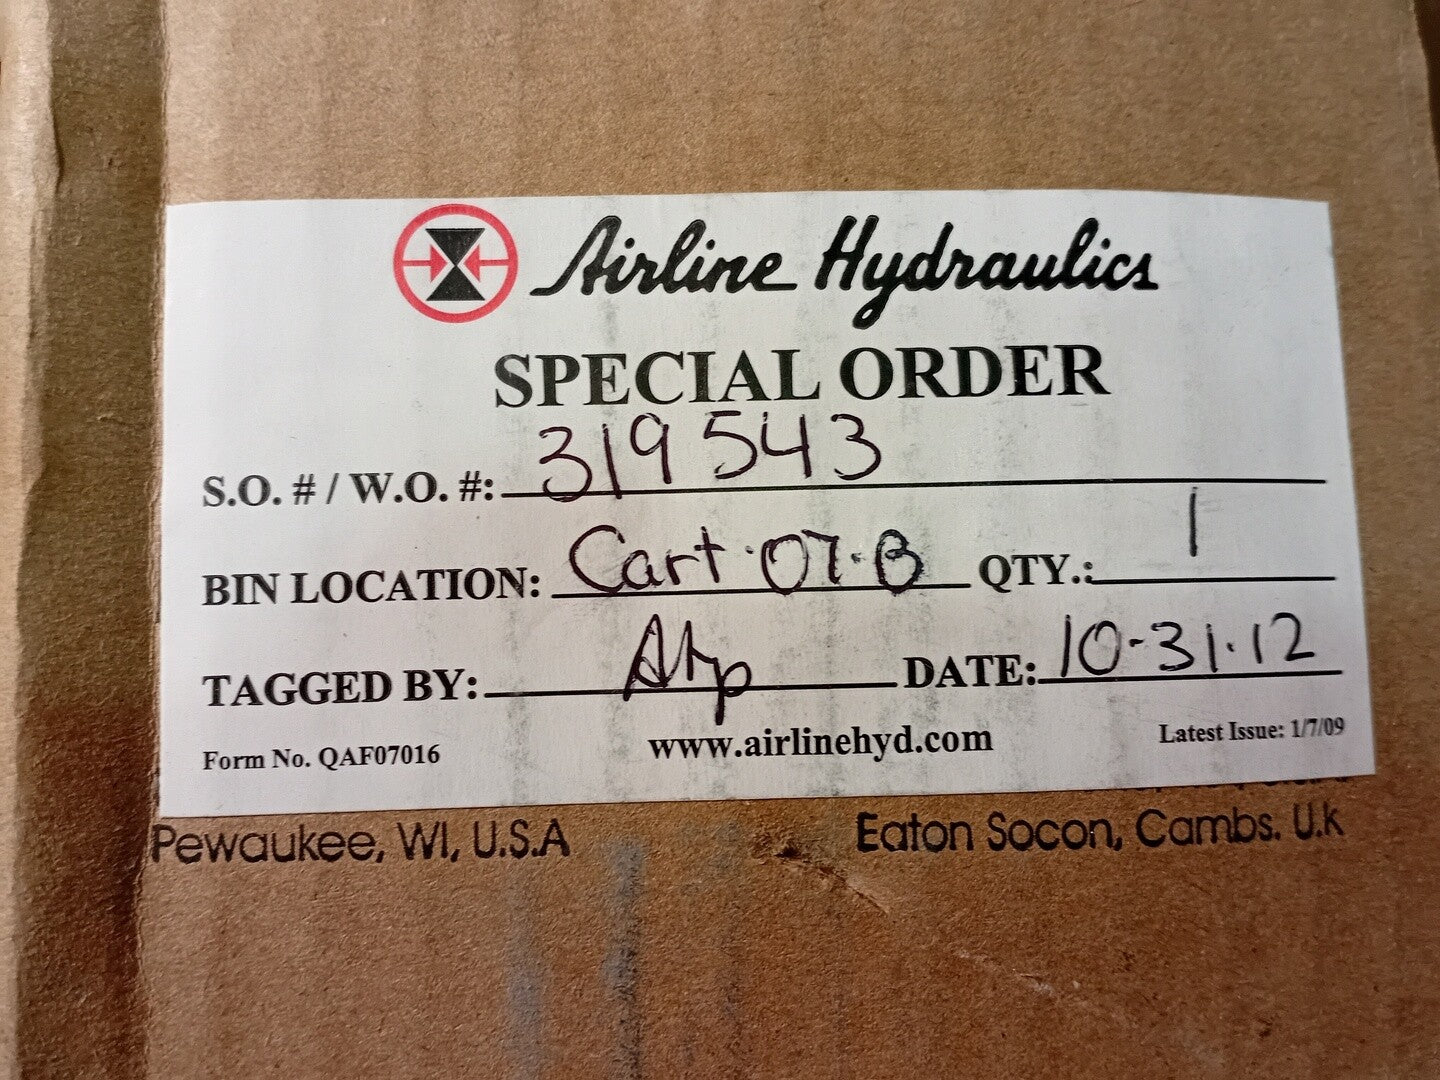 Airline Hydraulics
SPECIAL ORDER
S.O. # / W.O. #: 319543
BIN LOCATION: Cart·07·B QTY.: 1
TAGGED BY: DATE: 10-31·12
Form No. QAF07016 www.airlinehyd.com Latest Issue: 1/7/09
Pewaukee, WI, U.S.A Eaton Socon, Cambs. U.k